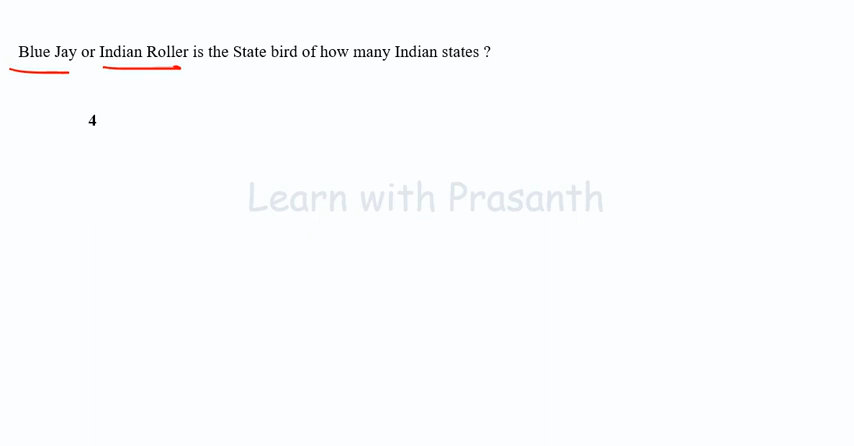 Blue Jay or Indian Roller is the State bird of how many Indian states ?
4
Learn with Prasanth